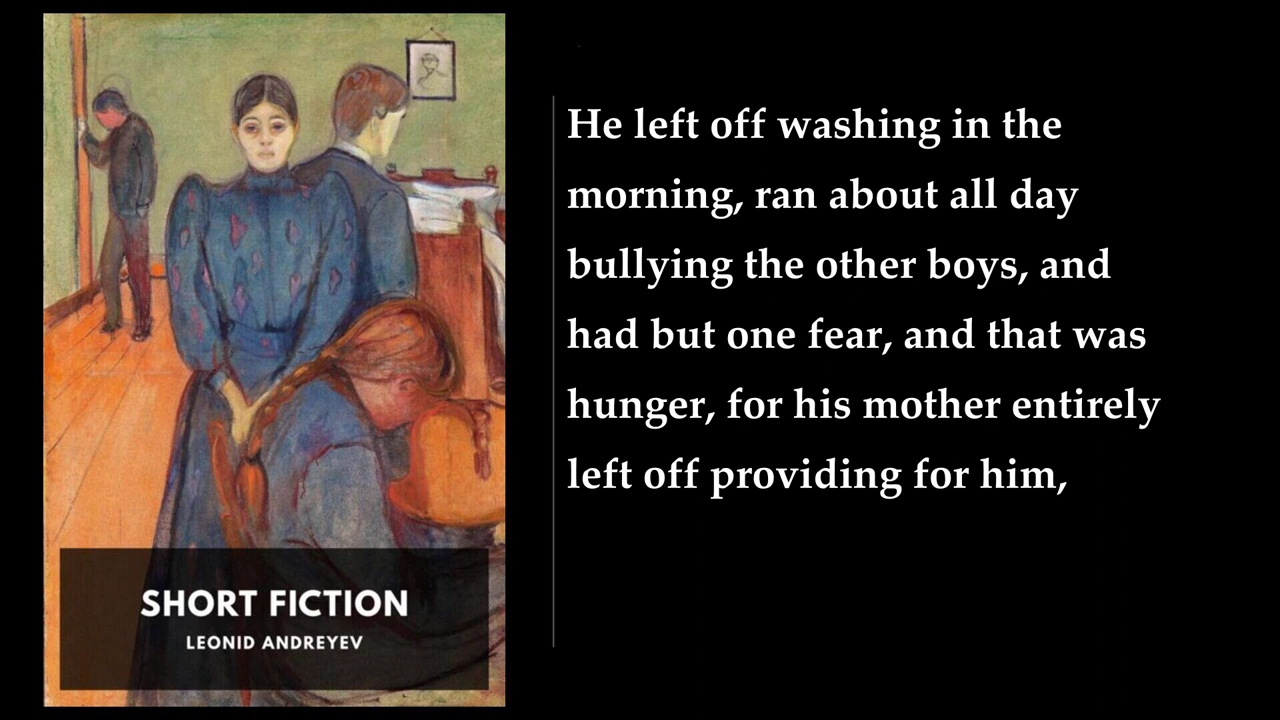 SHORT FICTION
LEONID ANDREYEV
He left off washing in the
morning, ran about all day
bullying the other boys, and
had but one fear, and that was
hunger, for his mother entirely
left off providing for him,